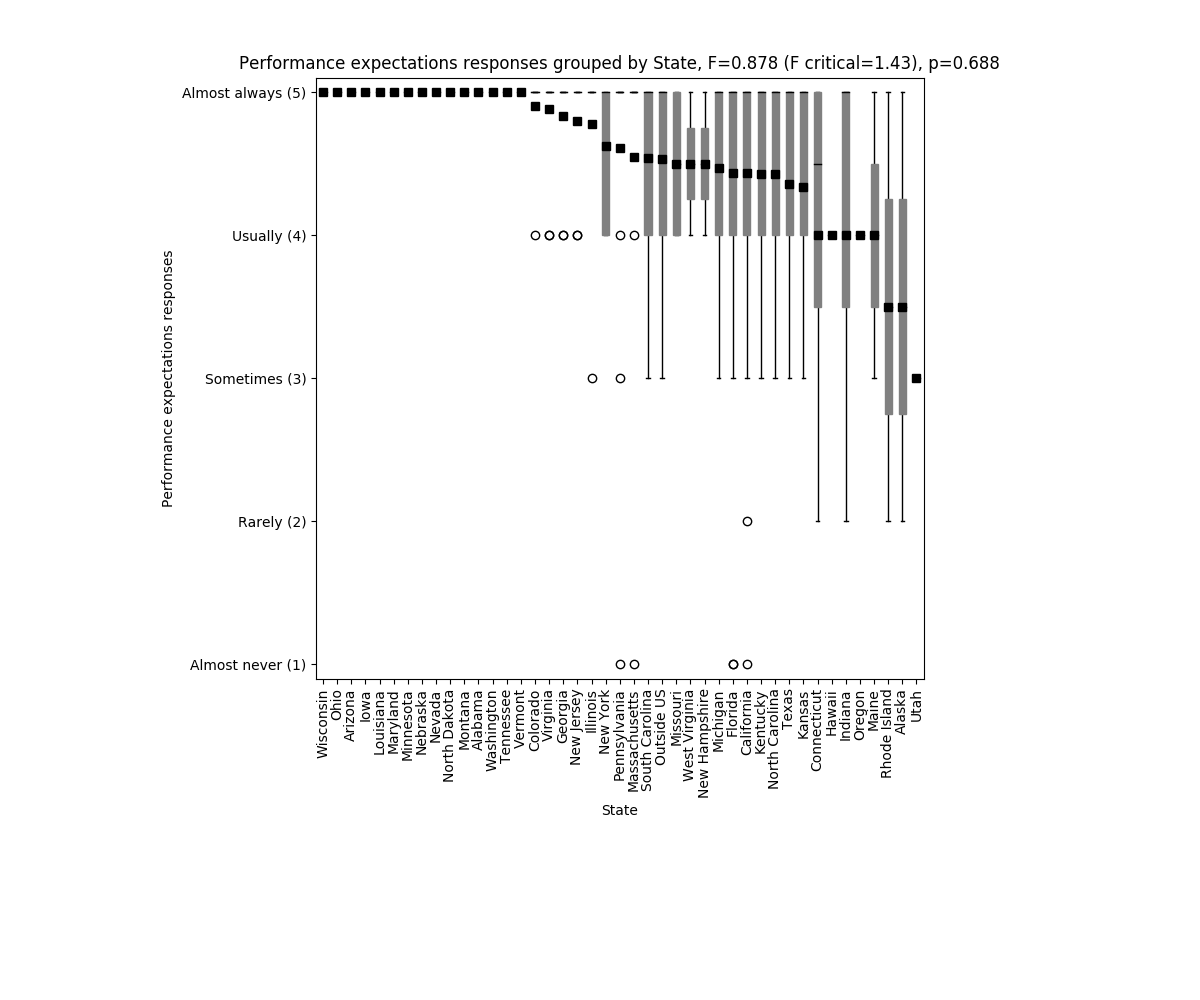 Performance expectations responses grouped by State, F=0.878 (F critical=1.43), p=0.688
Performance expectations responses
Almost always (5)
Usually (4)
Sometimes (3)
Rarely (2)
Almost never (1)
Wisconsin
Ohio
Arizona
Iowa
Louisiana
Maryland
Minnesota
Nebraska
Nevada
North Dakota
Montana
Alabama
Washington
Tennessee
Vermont
Colorado
Virginia
Georgia
New Jersey
Illinois
New York
Pennsylvania
Massachusetts
South Carolina
Outside US
Missouri
West Virginia
New Hampshire
Michigan
Florida
California
Kentucky
North Carolina
Texas
Kansas
Connecticut
Hawaii
Indiana
Oregon
Maine
Rhode Island
Alaska
Utah
State